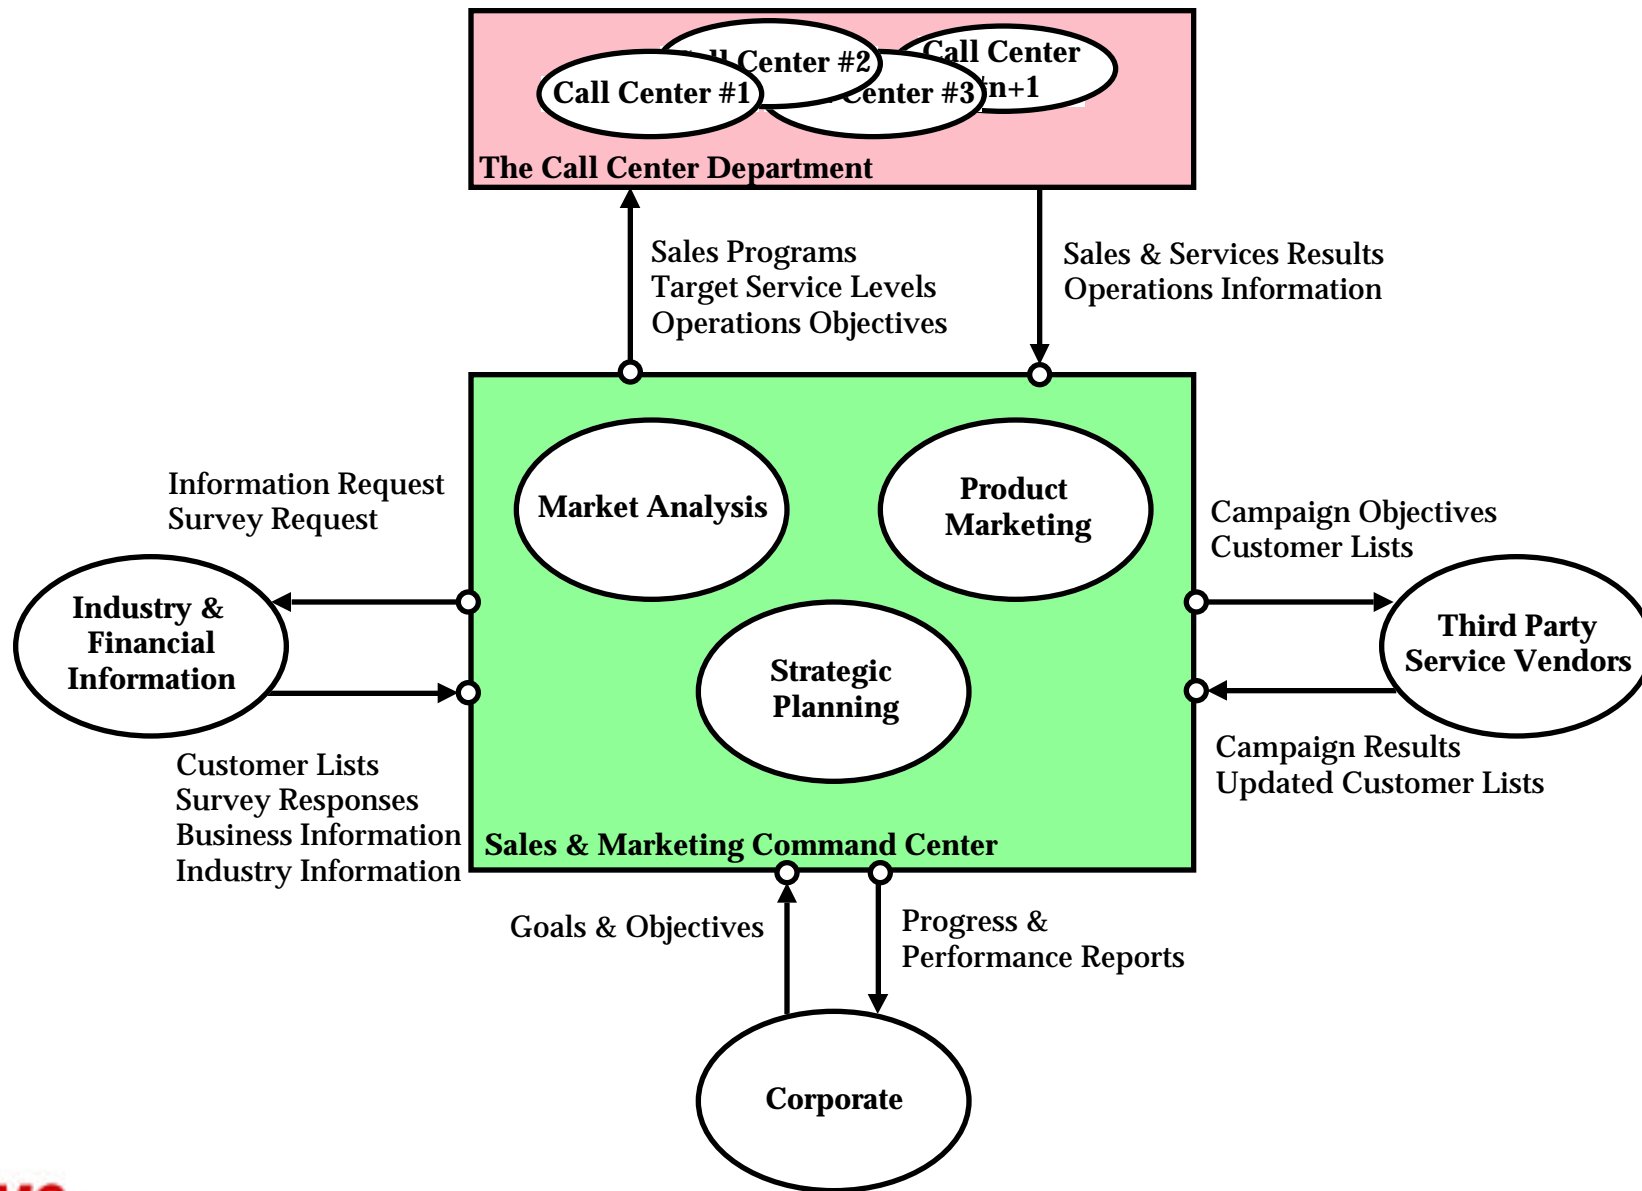 Call Center
Center #2
Call Center #1
Center #3
n+1
The Call Center Department
Sales Programs
Target Service Levels
Operations Objectives
Sales & Services Results
Operations Information
Information Request
Survey Request
Market Analysis
Product
Marketing
Campaign Objectives
Customer Lists
Industry &
Financial
Information
Third Party
Service Vendors
Strategic
Planning
Customer Lists
Survey Responses
Business Information
Industry Information
Campaign Results
Updated Customer Lists
Sales & Marketing Command Center
Goals & Objectives
Progress &
Performance Reports
Corporate